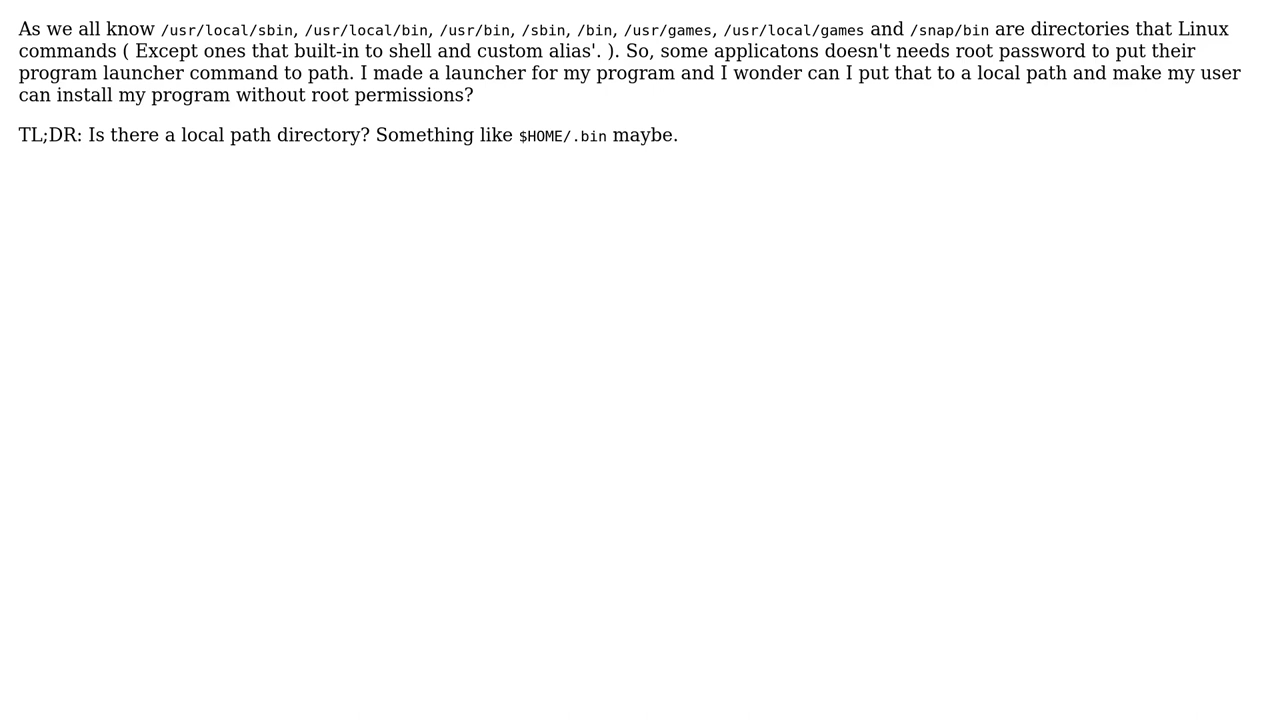 As we all know /usr/local/sbin, /usr/local/bin, /usr/bin, /sbin, /bin, /usr/games, /usr/local/games and /snap/bin are directories that Linux
commands ( Except ones that built-in to shell and custom alias'. ). So, some applicatons doesn't needs root password to put their
program launcher command to path. I made a launcher for my program and I wonder can I put that to a local path and make my user
can install my program without root permissions?
TL;DR: Is there a local path directory? Something like $HOME/.bin maybe.